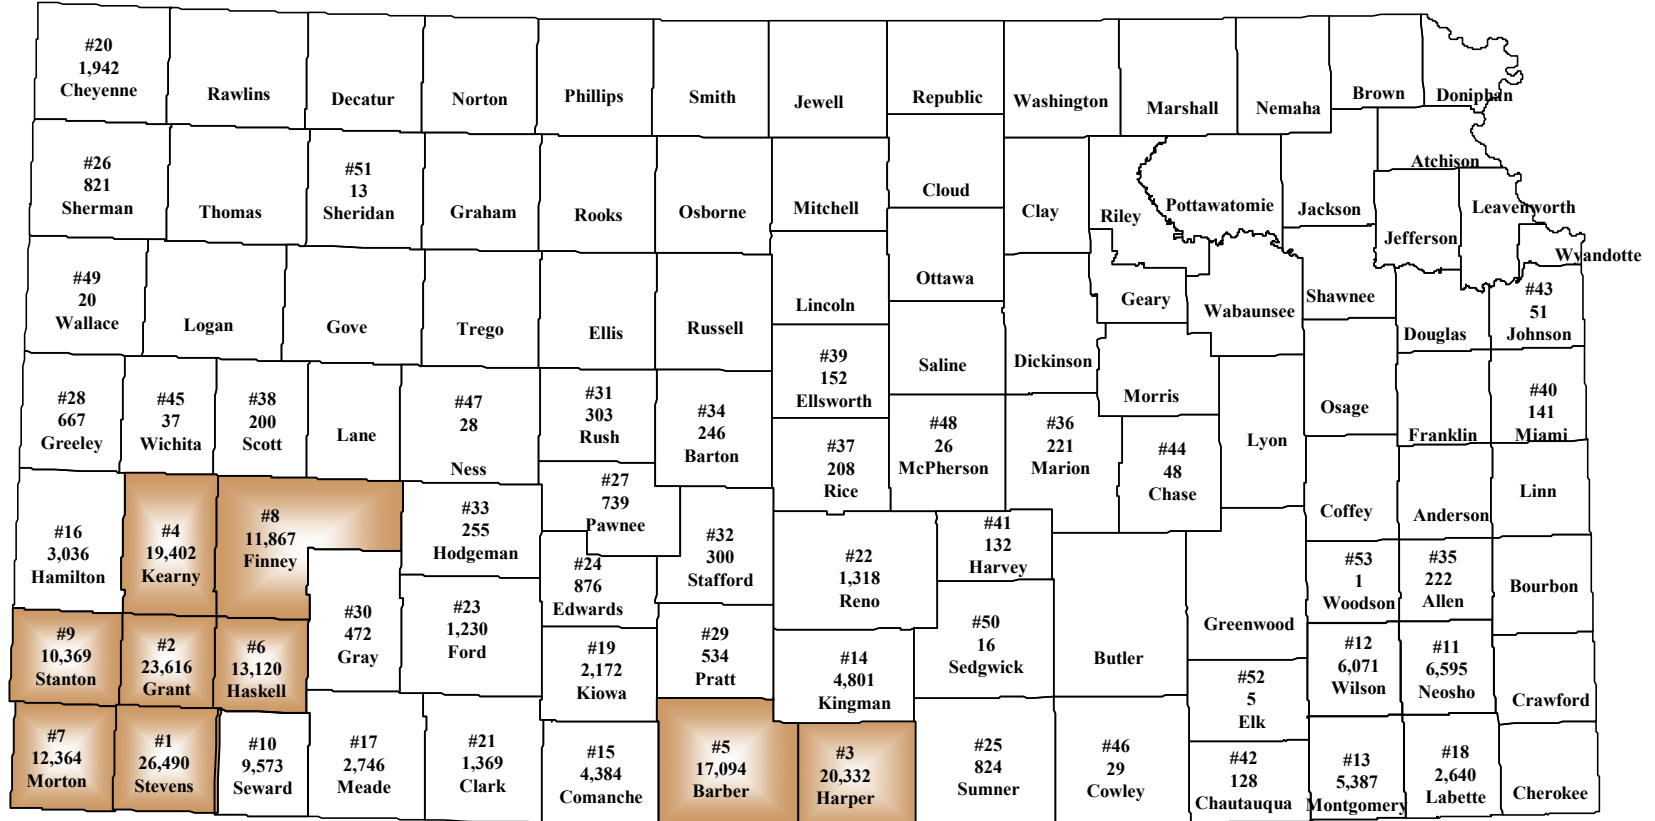 #20
1,942
Cheyenne
Rawlins
Decatur
Norton
Phillips
Smith
Jewell
Republic
Washington
Marshall
Nemaha
Brown
Doniphan
#26
821
Sherman
Thomas
#51
13
Sheridan
Graham
Rooks
Osborne
Mitchell
Cloud
Clay
Riley
Pottawatomie
Jackson
Atchison
Jefferson
Leavenworth
Wyandotte
#49
20
Wallace
Logan
Gove
Trego
Ellis
Russell
Lincoln
Ottawa
Geary
Wabaunsee
Shawnee
Douglas
#43
51
Johnson
#28
667
Greeley
#45
37
Wichita
#38
200
Scott
Lane
#47
28
Ness
#31
303
Rush
#34
246
Barton
#39
152
Ellsworth
Saline
Dickinson
Morris
Osage
Franklin
#40
141
Miami
#37
208
Rice
#48
26
McPherson
#36
221
Marion
#44
48
Chase
Lyon
Coffey
Anderson
Linn
#16
3,036
Hamilton
#4
19,402
Kearny
#8
11,867
Finney
#33
255
Hodgeman
#27
739
Pawnee
#32
300
Stafford
#22
1,318
Reno
#41
132
Harvey
#53
1
Woodson
#35
222
Allen
Bourbon
#24
876
Edwards
#30
472
Gray
#23
1,230
Ford
#9
10,369
Stanton
#2
23,616
Grant
#6
13,120
Haskell
#19
2,172
Kiowa
#29
534
Pratt
#14
4,801
Kingman
#50
16
Sedgwick
Butler
Greenwood
#12
6,071
Wilson
#11
6,595
Neosho
Crawford
#52
5
Elk
#7
12,364
Morton
#1
26,490
Stevens
#10
9,573
Seward
#17
2,746
Meade
#21
1,369
Clark
#15
4,384
Comanche
#5
17,094
Barber
#3
20,332
Harper
#25
824
Sumner
#46
29
Cowley
#42
128
Chautauqua
#13
5,387
Montgomery
#18
2,640
Labette
Cherokee